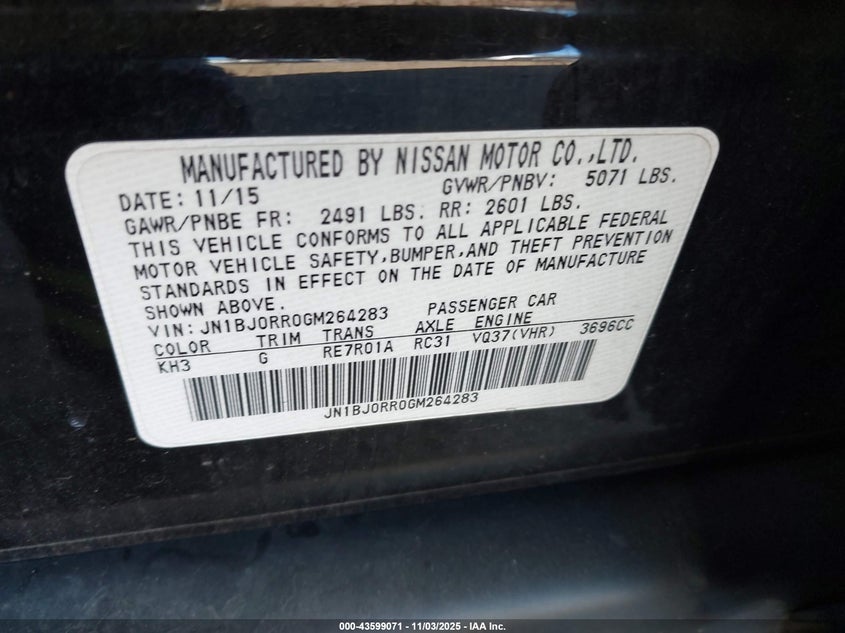 MANUFACTURED BY NISSAN MOTOR CO.,LTD.
DATE: 11/15 GVWR/PNBV: 5071 LBS.
GAWR/PNBE FR: 2491 LBS. RR: 2601 LBS.
THIS VEHICLE CONFORMS TO ALL APPLICABLE FEDERAL
MOTOR VEHICLE SAFETY,BUMPER,AND THEFT PREVENTION
STANDARDS IN EFFECT ON THE DATE OF MANUFACTURE
SHOWN ABOVE.
VIN:JN1BJ0RR0GM264283 PASSENGER CAR
COLOR TRIM TRANS AXLE ENGINE
KH3 G RE7R01A RC31 VQ37(VHR) 3696CC
JN1BJ0RR0GM264283
000-43599071 - 11/03/2025 - IAA Inc.